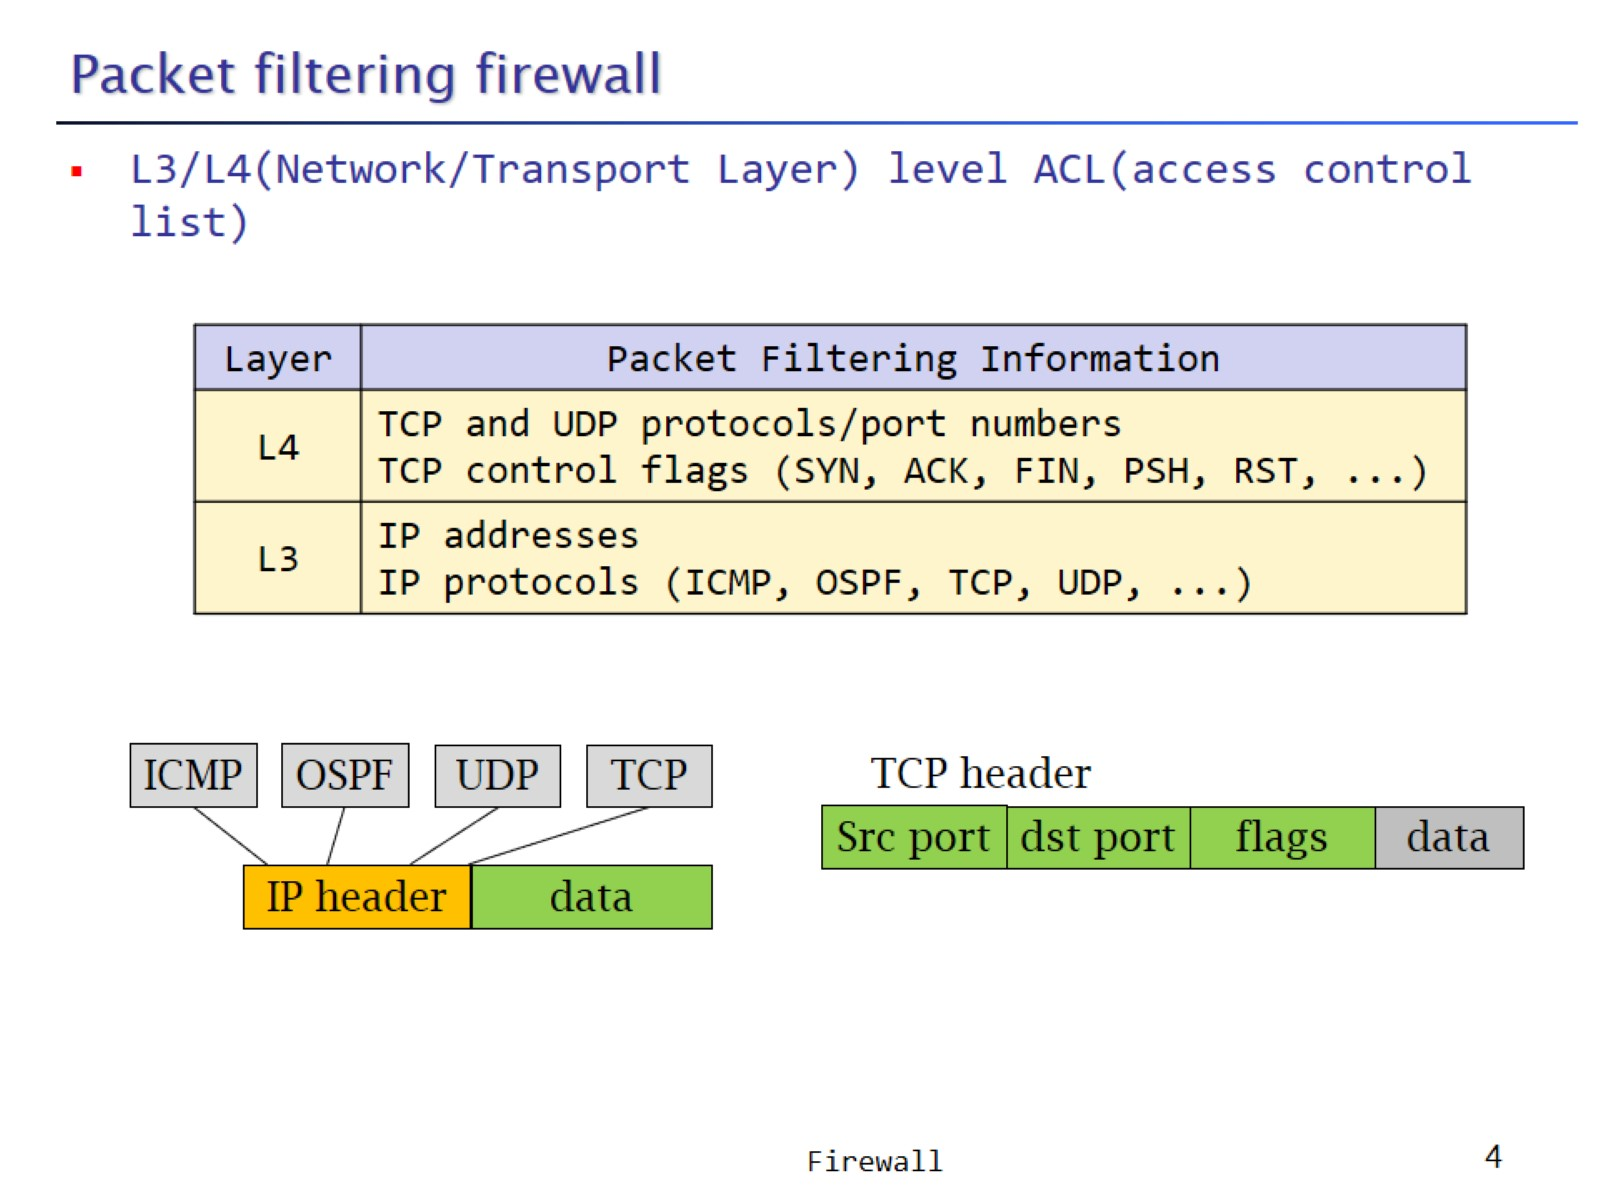 Packet filtering firewall
L3/L4(Network/Transport Layer) level ACL(access control
list)
Layer
Packet Filtering Information
L4
TCP and UDP protocols/port numbers
TCP control flags (SYN, ACK, FIN, PSH, RST, ...)
L3
IP addresses
IP protocols (ICMP, OSPF, TCP, UDP, ...)
ICMP
OSPF
UDP
TCP
IP header
data
TCP header
Src port
dst port
flags
data
Firewall
4